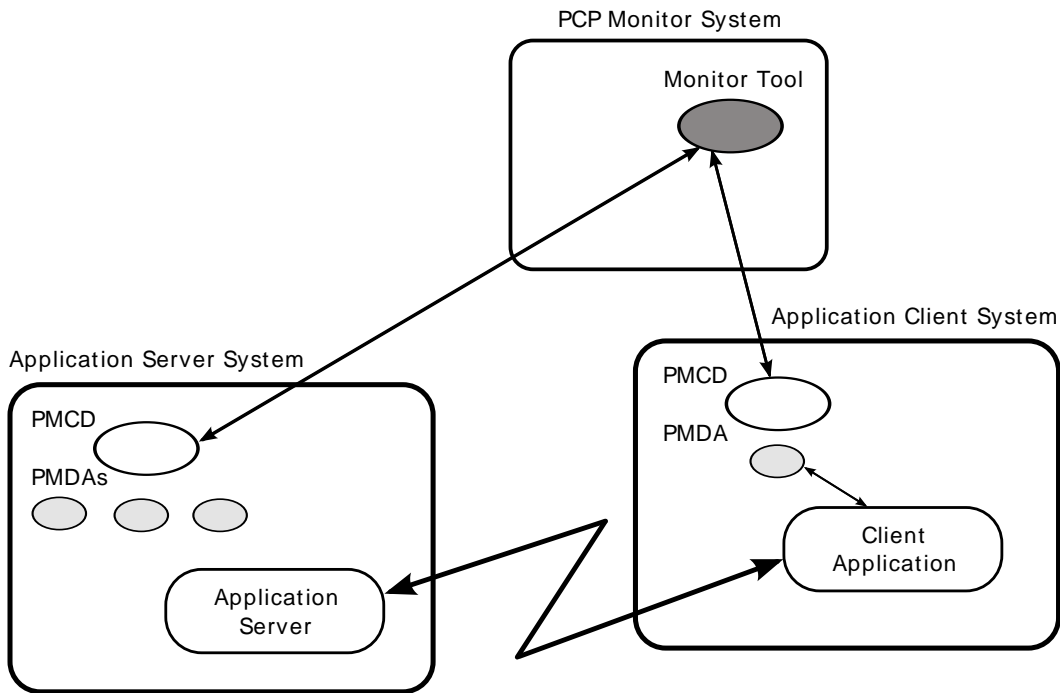 PCP Monitor System
Monitor Tool
Application Client System
Application Server System
PMCD
PMDA
Client
Application
PMCD
PMDAs
Application
Server